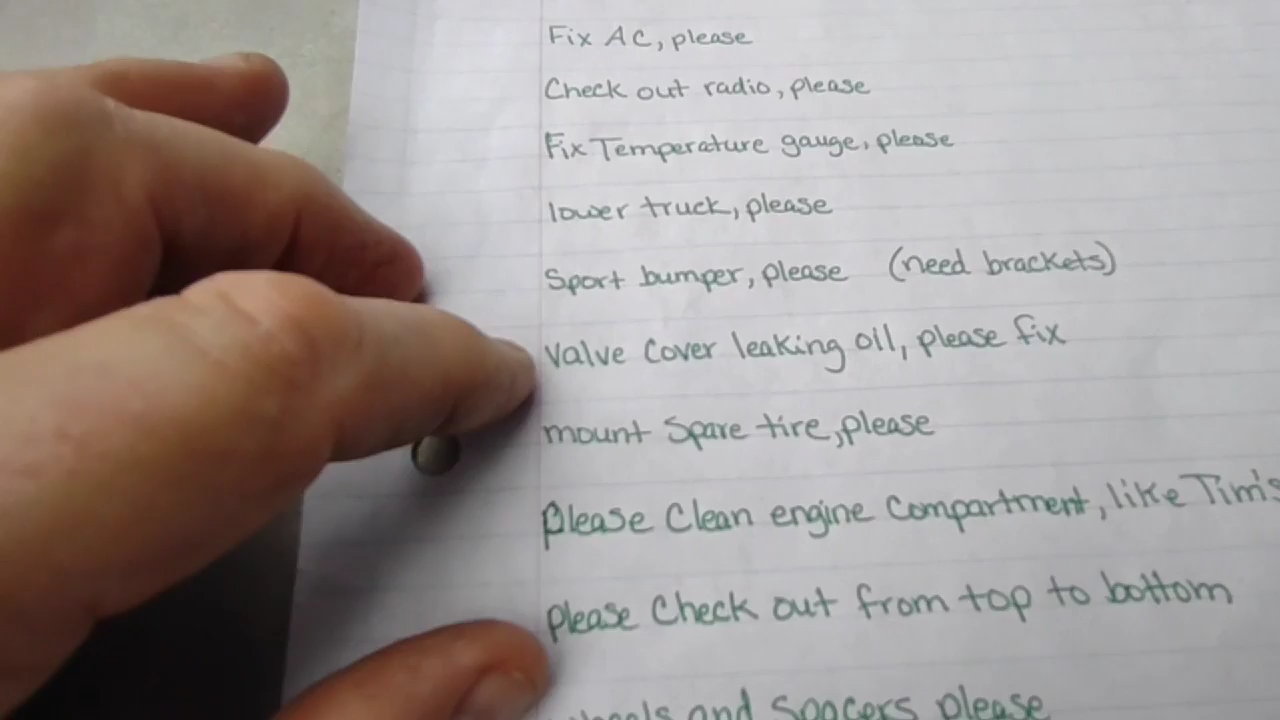 Fix AC, please
Check out radio, please
Fix Temperature gauge, please
lower truck, please
Sport bumper, please (need brackets)
Valve Cover leaking oil, please fix
mount Spare tire, please
please Clean engine Compartment, like Tim's
please Check out from top to bottom
and Spacers please